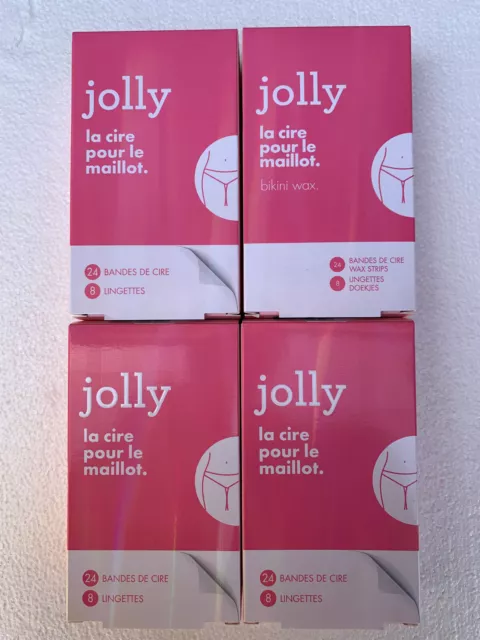 jolly
la cire
pour le
maillot.
24 BANDES DE CIRE
8 LINGETTES
jolly
la cire
pour le
maillot.
bikini wax.
24 BANDES DE CIRE
WAX STRIPS
8 LINGETTES
DOEKJES
jolly
la cire
pour le
maillot.
24 BANDES DE CIRE
8 LINGETTES
jolly
la cire
pour le
maillot.
24 BANDES DE CIRE
8 LINGETTES